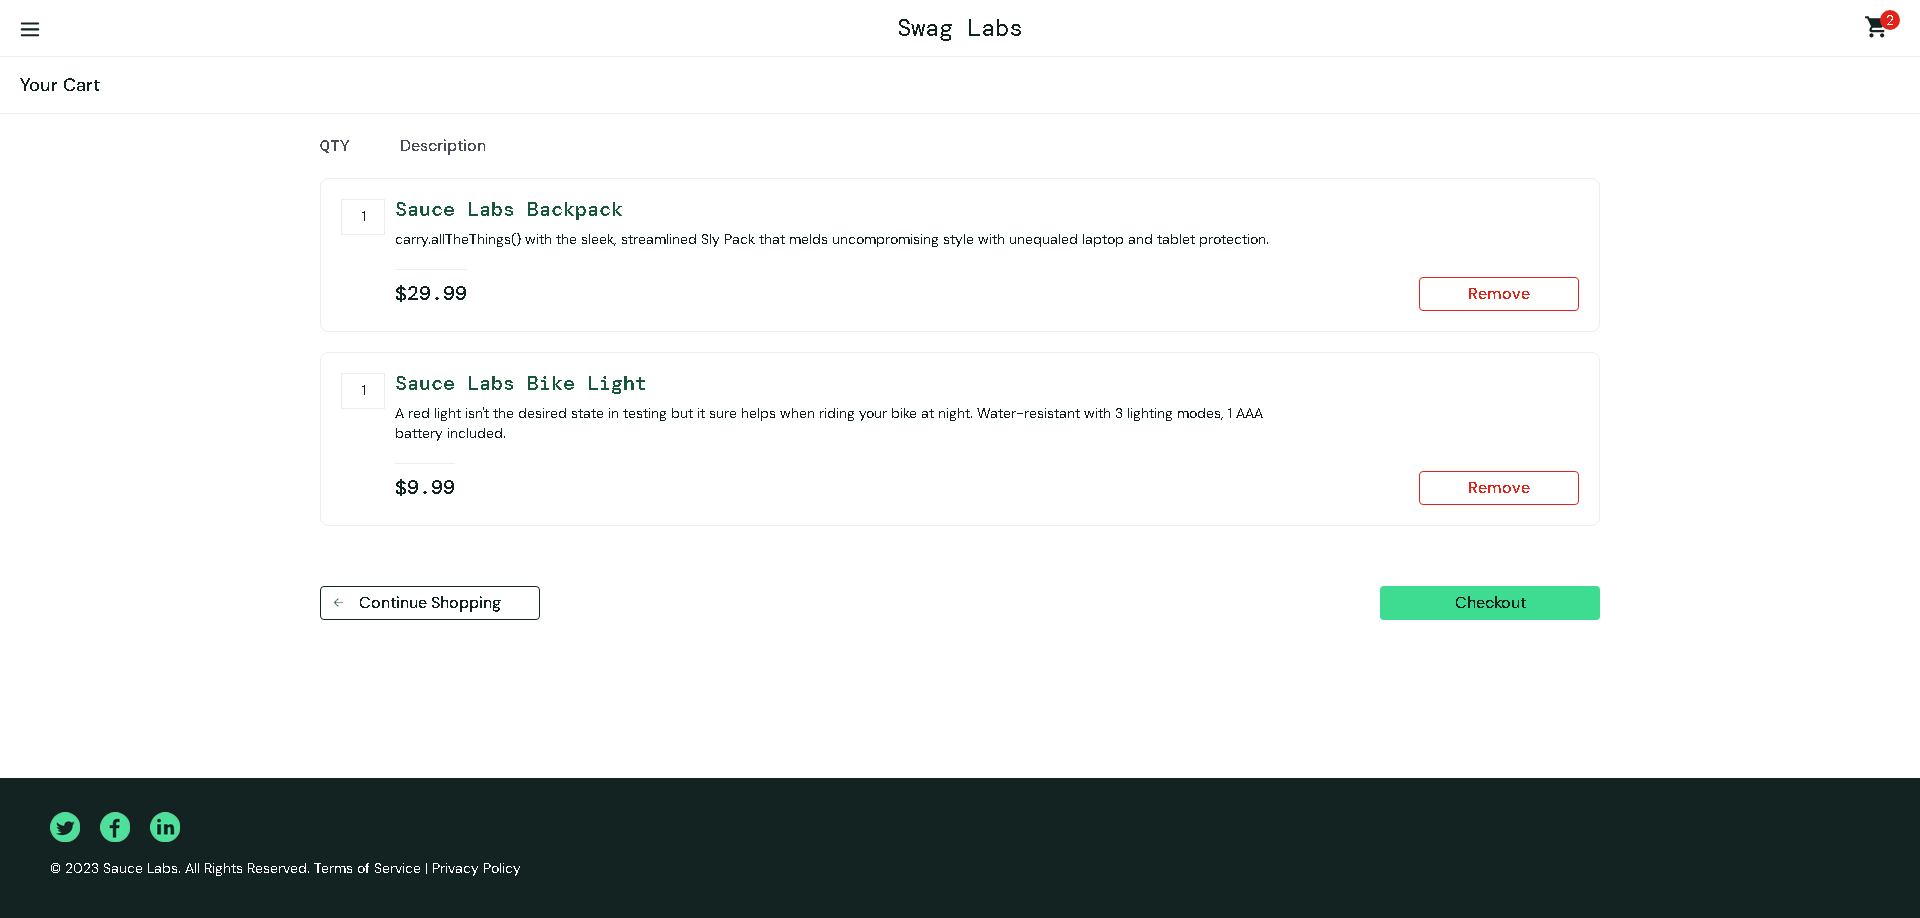 Swag Labs
2
Your Cart
QTY Description
1 Sauce Labs Backpack
carry.allTheThings() with the sleek, streamlined Sly Pack that melds uncompromising style with unequaled laptop and tablet protection.
$29.99 Remove
1 Sauce Labs Bike Light
A red light isn't the desired state in testing but it sure helps when riding your bike at night. Water-resistant with 3 lighting modes, 1 AAA
battery included.
$9.99 Remove
Continue Shopping Checkout
© 2023 Sauce Labs. All Rights Reserved. Terms of Service | Privacy Policy